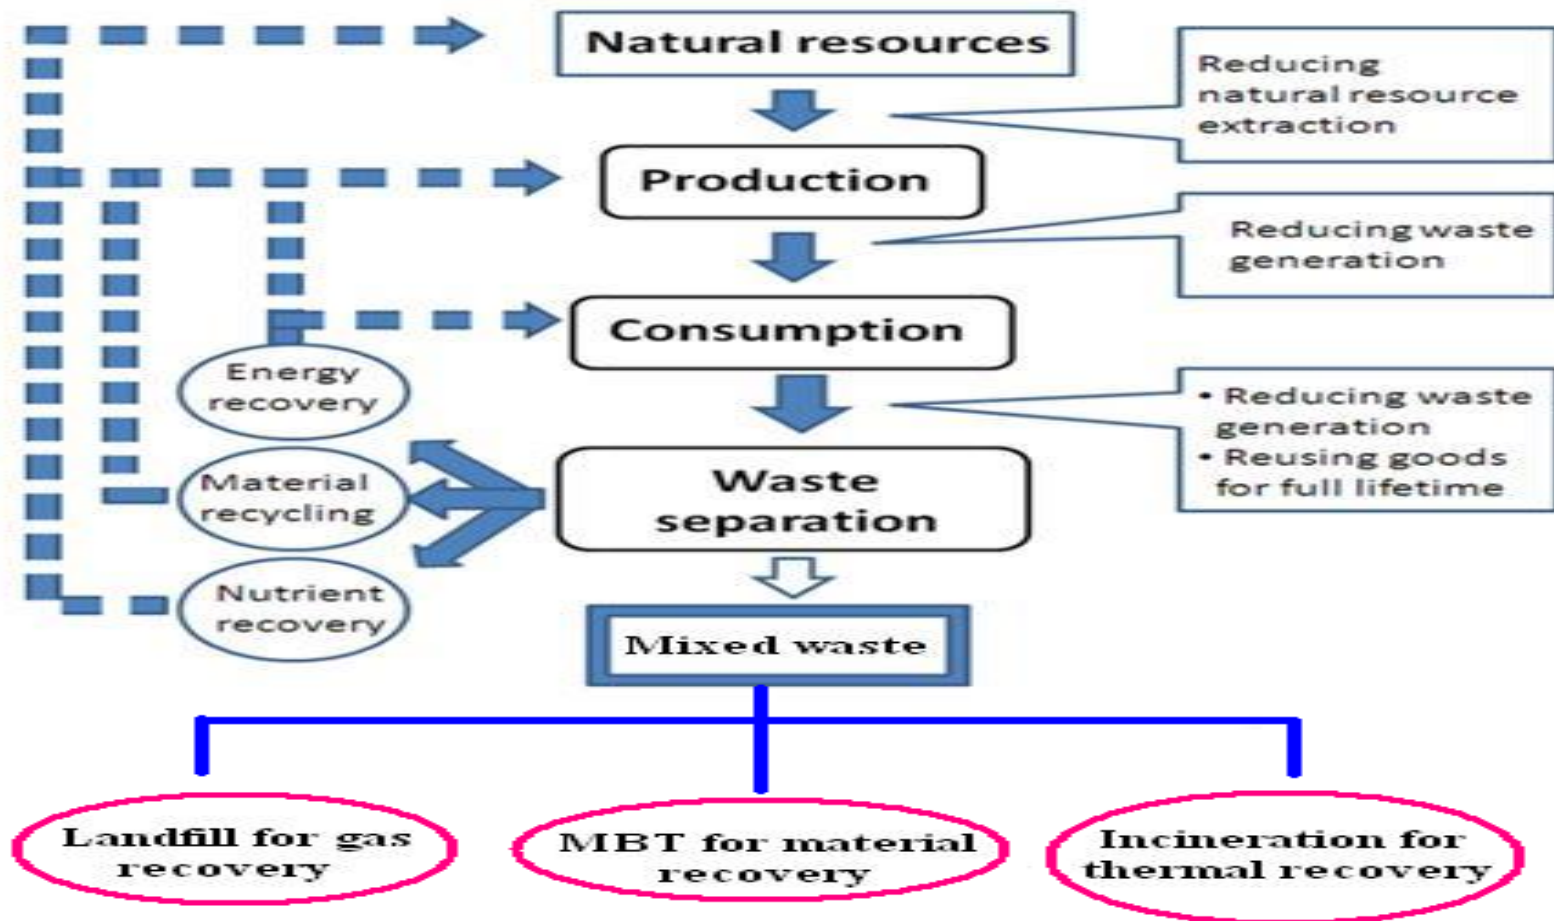 Natural resources
Reducing
natural resource
extraction
Production
Reducing waste
generation
Consumption
Energy
recovery
• Reducing waste
generation
• Reusing goods
for full lifetime
Material
recycling
Waste
separation
Nutrient
recovery
Mixed waste
Landfill for gas
recovery
MBT for material
recovery
Incineration for
thermal recovery